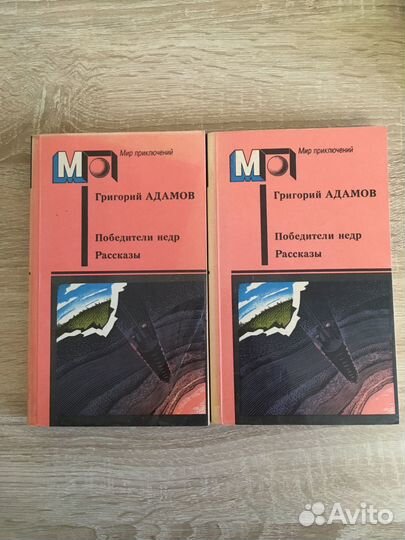 М
Мир приключений
Григорий АДАМОВ
Победители недр
Рассказы
М
Мир приключений
Григорий АДАМОВ
Победители недр
Рассказы
Avito